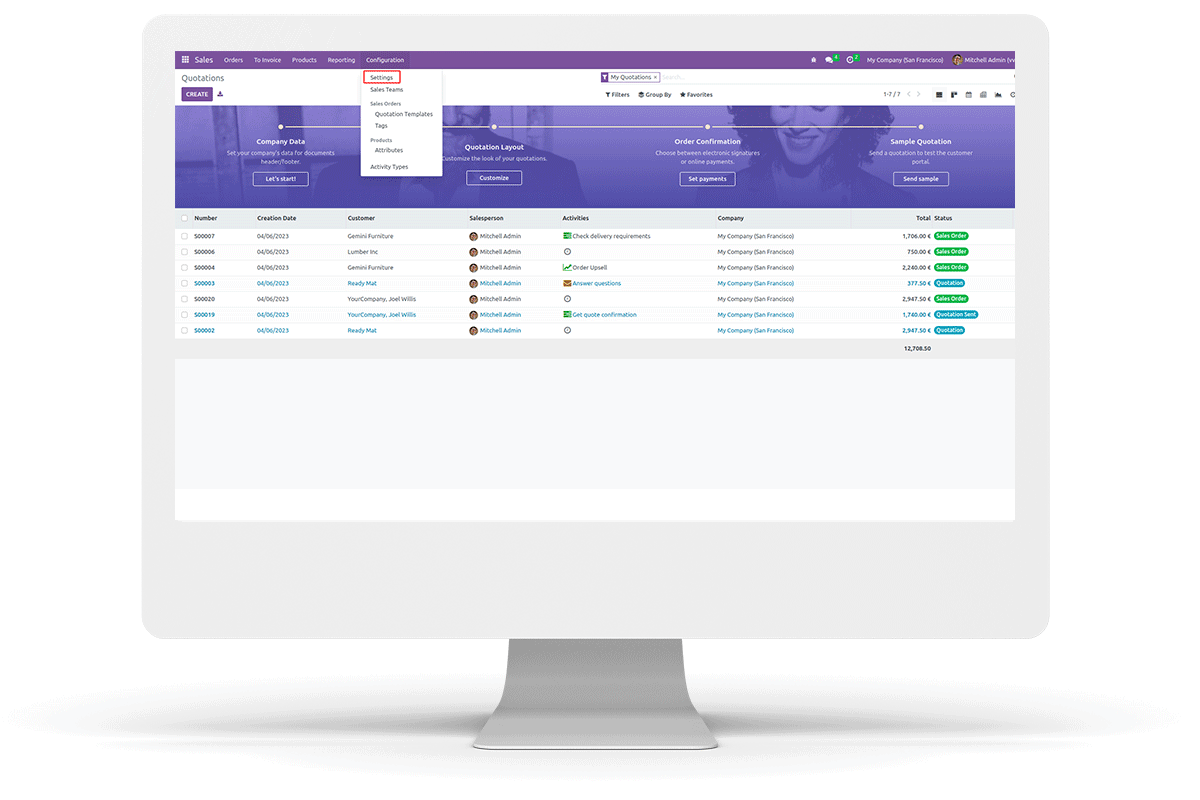 Sales Orders To Invoice Products Reporting Configuration 4 2 My Company (San Francisco) Mitchell Admin
Quotations Settings My Quotations × Search...
CREATE Sales Teams Filters Group By Favorites 1-7 / 7
Sales Orders
Quotation Templates
Tags
Products
Attributes
Activity Types
Company Data
Set your company's data for documents
header/footer.
Let's start!
Quotation Layout
Customize the look of your quotations.
Customize
Order Confirmation
Choose between electronic signatures
or online payments.
Set payments
Sample Quotation
Send a quotation to test the customer
portal.
Send sample
Number Creation Date Customer Salesperson Activities Company Total Status
S00007 04/06/2023 Gemini Furniture Mitchell Admin Check delivery requirements My Company (San Francisco) 1,706.00 € Sales Order
S00006 04/06/2023 Lumber Inc Mitchell Admin My Company (San Francisco) 750.00 € Sales Order
S00004 04/06/2023 Gemini Furniture Mitchell Admin Order Upsell My Company (San Francisco) 2,240.00 € Sales Order
S00003 04/06/2023 Ready Mat Mitchell Admin Answer questions My Company (San Francisco) 377.50 € Quotation
S00020 04/06/2023 YourCompany, Joel Willis Mitchell Admin My Company (San Francisco) 2,947.50 € Sales Order
S00019 04/06/2023 YourCompany, Joel Willis Mitchell Admin Get quote confirmation My Company (San Francisco) 1,740.00 € Quotation Sent
S00002 04/06/2023 Ready Mat Mitchell Admin My Company (San Francisco) 2,947.50 € Quotation
12,708.50